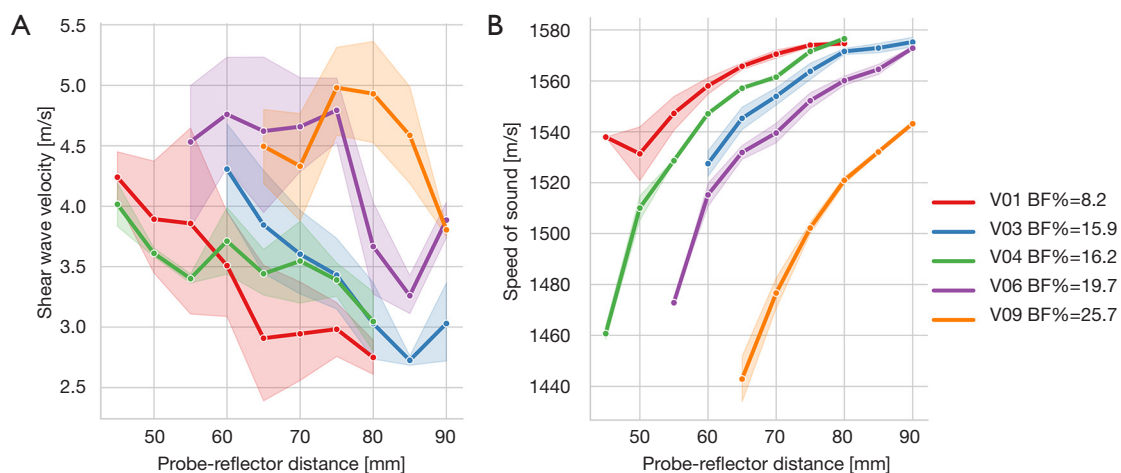 A
5.5
5.0
4.5
4.0
3.5
3.0
2.5
Shear wave velocity [m/s]
50 60 70 80 90
Probe-reflector distance [mm]
B
1580
1560
1540
1520
1500
1480
1460
1440
Speed of sound [m/s]
50 60 70 80 90
Probe-reflector distance [mm]
V01 BF%=8.2
V03 BF%=15.9
V04 BF%=16.2
V06 BF%=19.7
V09 BF%=25.7